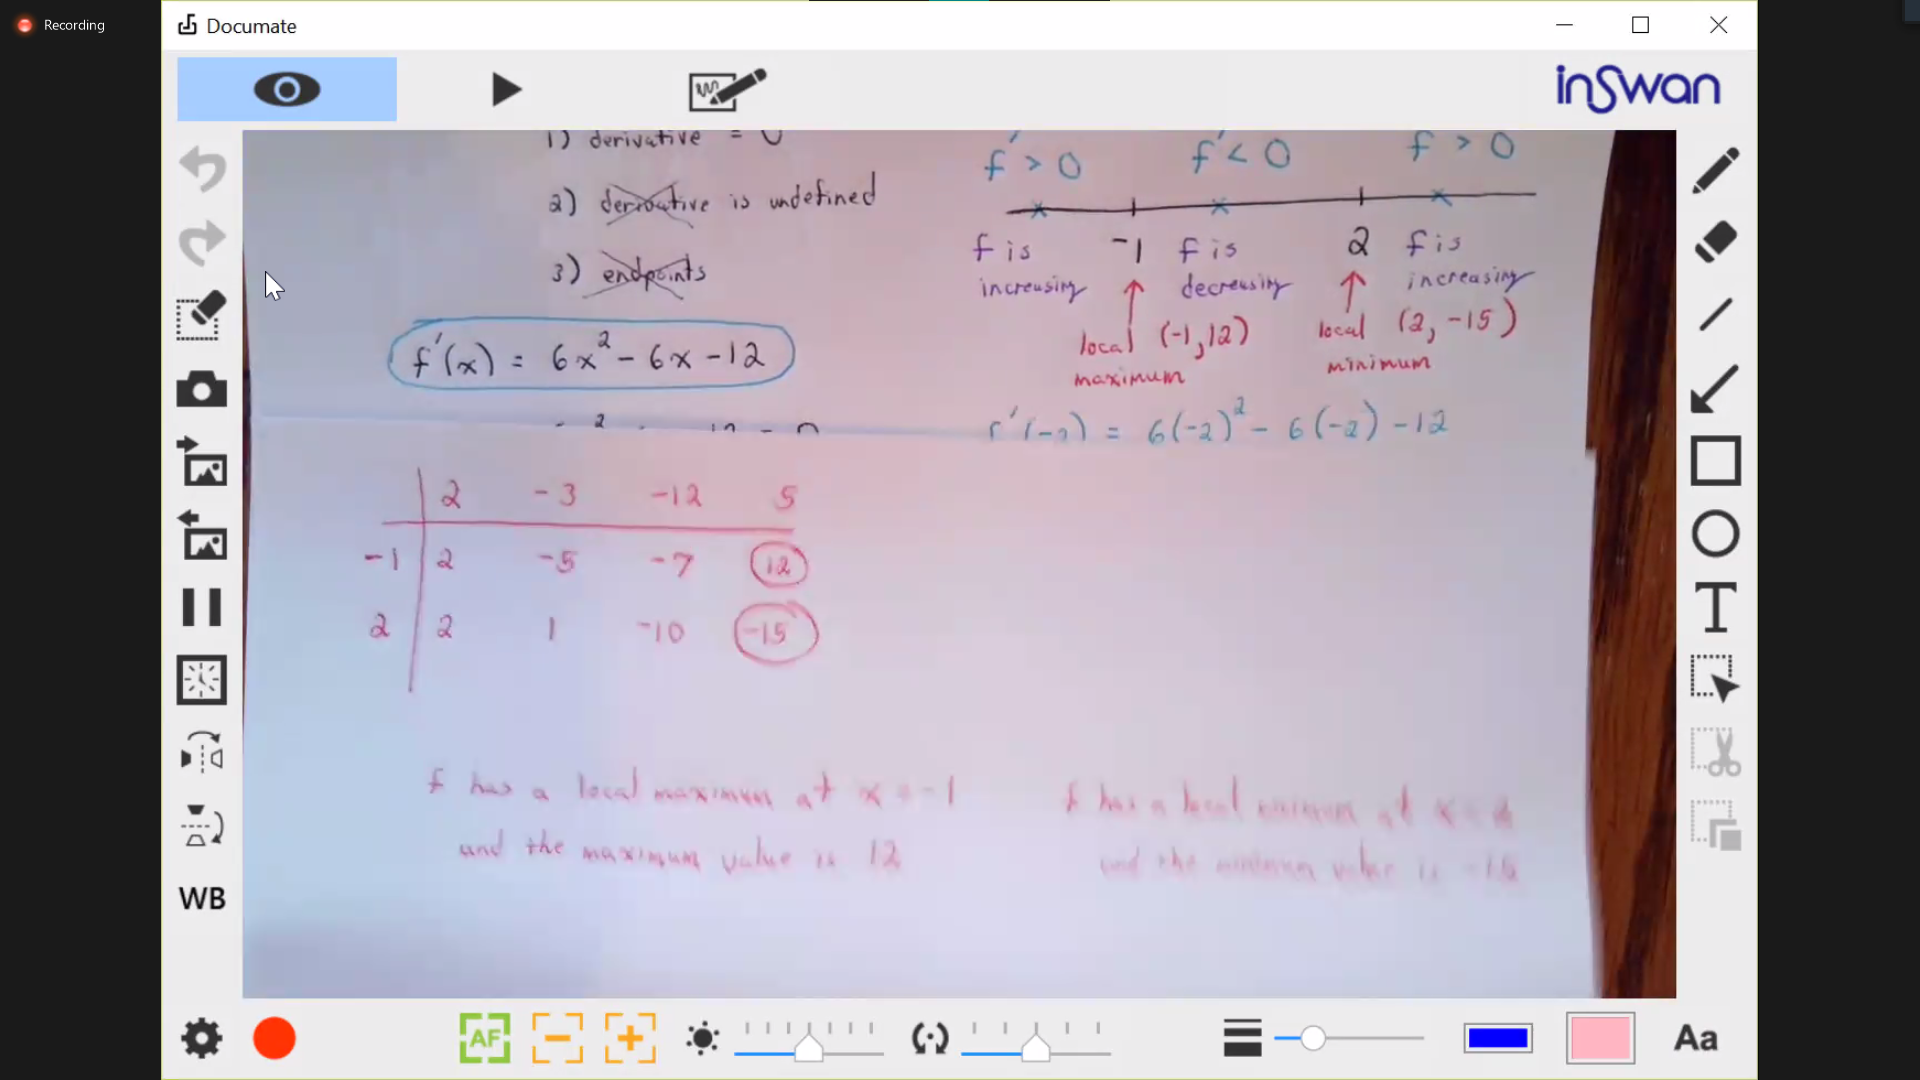 Recording
Documate
inSwan
1) derivative = 0
2) derivative is undefined
3) endpoints
f'(x) = 6x² - 6x - 12
f' > 0 f' < 0 f > 0
-1 2
f is increasing
f is decreasing
f is increasing
local maximum (-1, 12)
local minimum (2, -15)
f'(-2) = 6(-2)² - 6(-2) - 12
2 -3 -12 5
-1 2 -5 -7 12
2 2 1 -10 -15
f has a local maximum at x = -1
and the maximum value is 12
f has a local minimum at x = 2
and the minimum value is -15
WB
AF
T
Aa